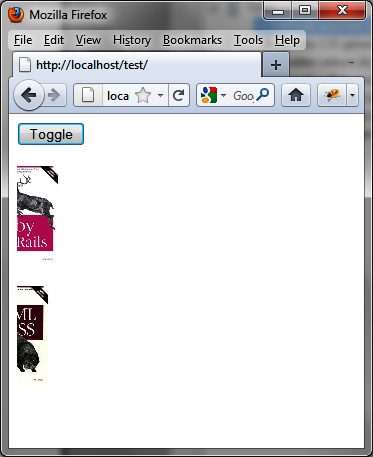 Mozilla Firefox
File Edit View History Bookmarks Tools Help
http://localhost/test/
loca
Goo
Toggle
by
Rails
ML
SS